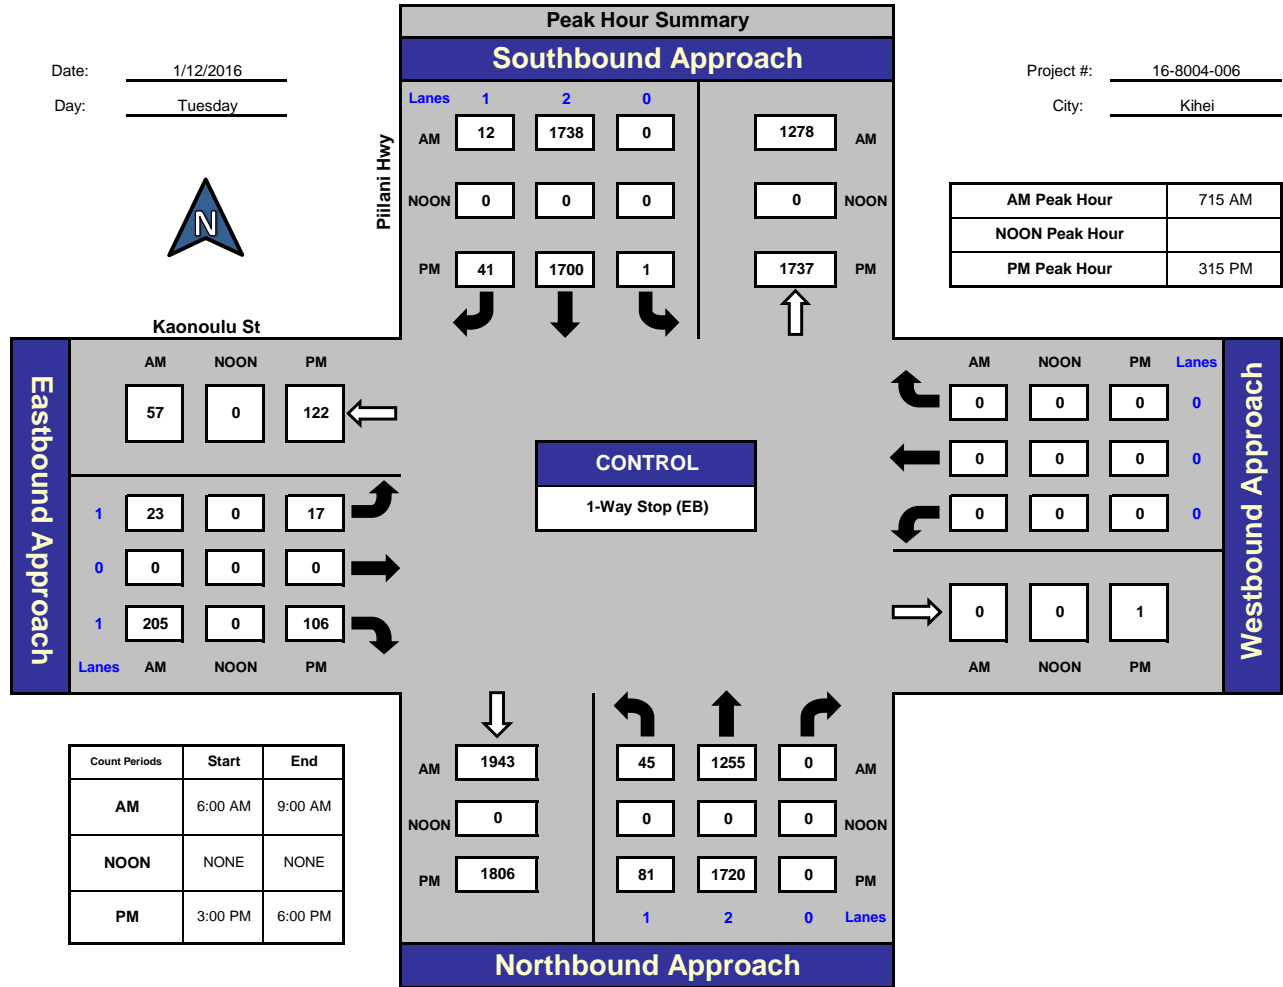 Peak Hour Summary
Southbound Approach
Date: 1/12/2016
Day: Tuesday
Project #: 16-8004-006
City: Kihei
N
Piilani Hwy
Lanes 1 2 0
AM 12 1738 0 1278 AM
NOON 0 0 0 0 NOON
PM 41 1700 1 1737 PM
AM Peak Hour 715 AM
NOON Peak Hour
PM Peak Hour 315 PM
Kaonoulu St
Eastbound Approach
AM NOON PM
57 0 122
1 23 0 17
0 0 0 0
1 205 0 106
Lanes AM NOON PM
CONTROL
1-Way Stop (EB)
AM NOON PM Lanes
0 0 0 0
0 0 0 0
0 0 0 0
0 0 1
AM NOON PM
Westbound Approach
Count Periods Start End
AM 6:00 AM 9:00 AM
NOON NONE NONE
PM 3:00 PM 6:00 PM
AM 1943 45 1255 0 AM
NOON 0 0 0 0 NOON
PM 1806 81 1720 0 PM
1 2 0 Lanes
Northbound Approach